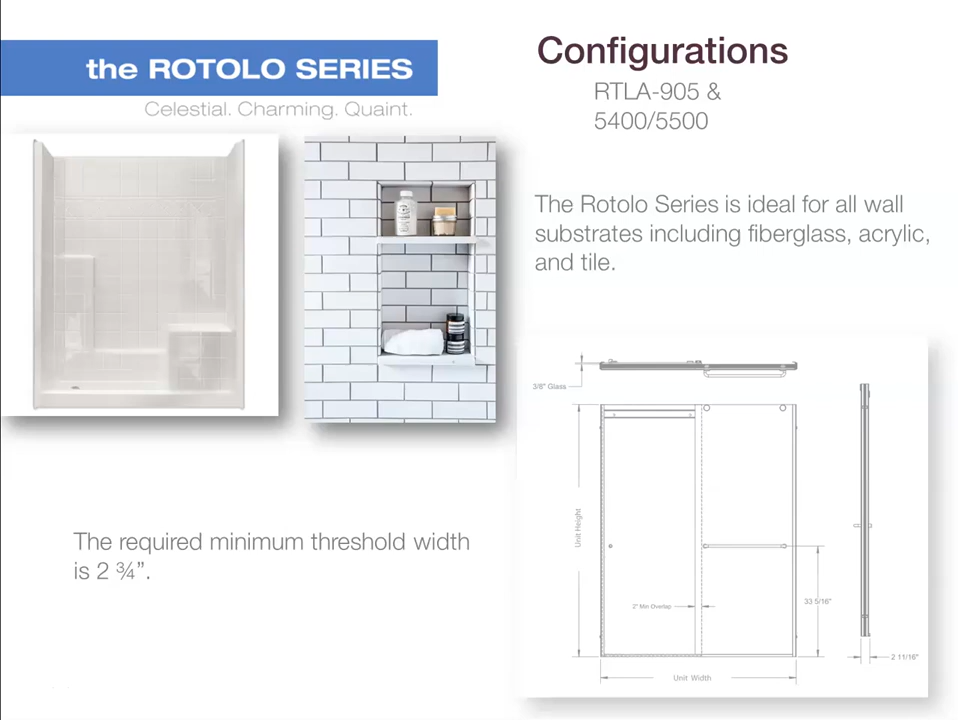 the ROTOLO SERIES
Celestial. Charming. Quaint.
Configurations
RTLA-905 &
5400/5500
The Rotolo Series is ideal for all wall
substrates including fiberglass, acrylic,
and tile.
The required minimum threshold width
is 2 ¾”.
3/8" Glass
Unit Height
2" Min Overlap
33 5/16"
2 11/16"
Unit Width